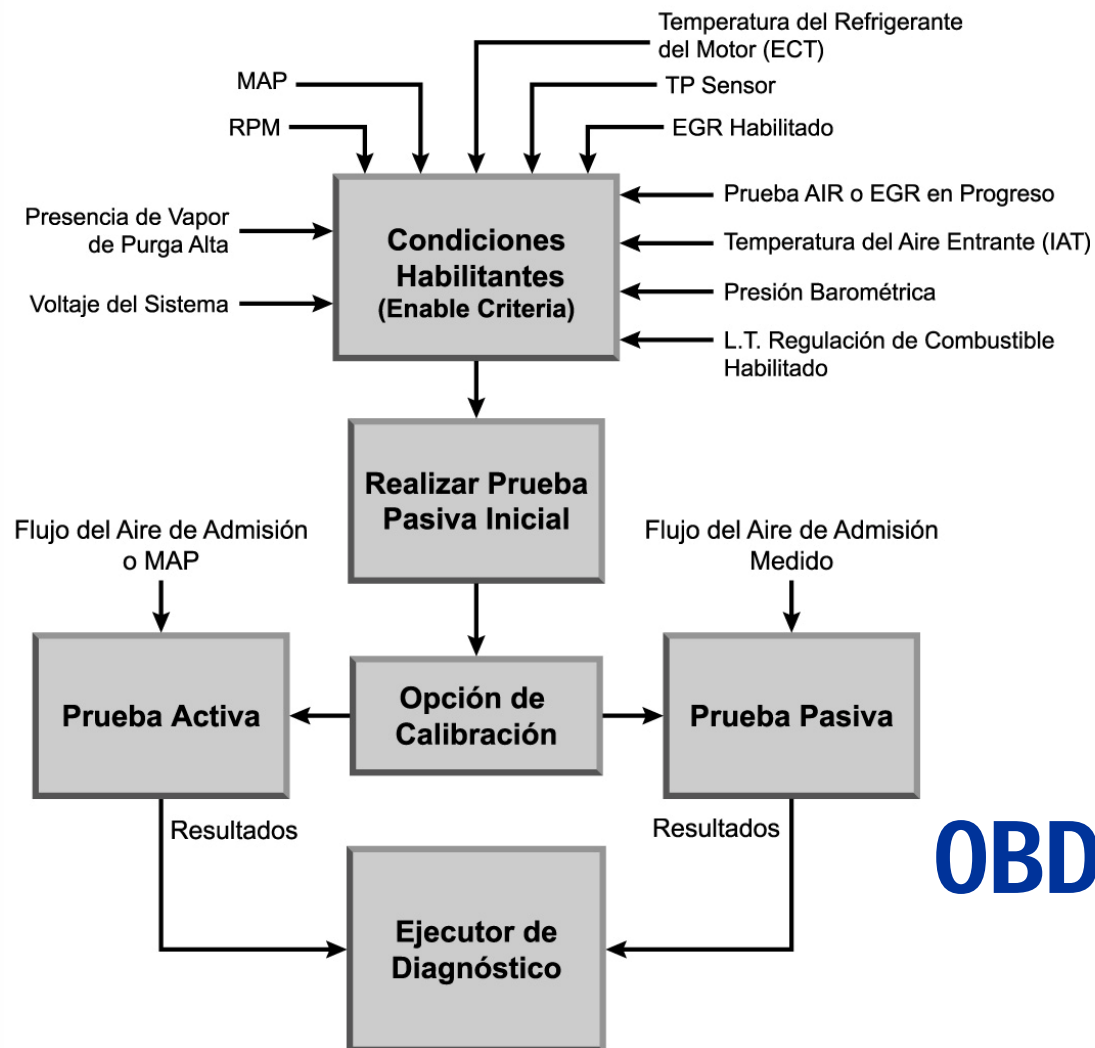 Temperatura del Refrigerante
del Motor (ECT)
MAP
TP Sensor
RPM
EGR Habilitado
Presencia de Vapor
de Purga Alta
Voltaje del Sistema
Condiciones
Habilitantes
(Enable Criteria)
Prueba AIR o EGR en Progreso
Temperatura del Aire Entrante (IAT)
Presión Barométrica
L.T. Regulación de Combustible
Habilitado
Realizar Prueba
Pasiva Inicial
Flujo del Aire de Admisión
o MAP
Flujo del Aire de Admisión
Medido
Prueba Activa
Opción de
Calibración
Prueba Pasiva
Resultados
Resultados
OBD
Ejecutor de
Diagnóstico